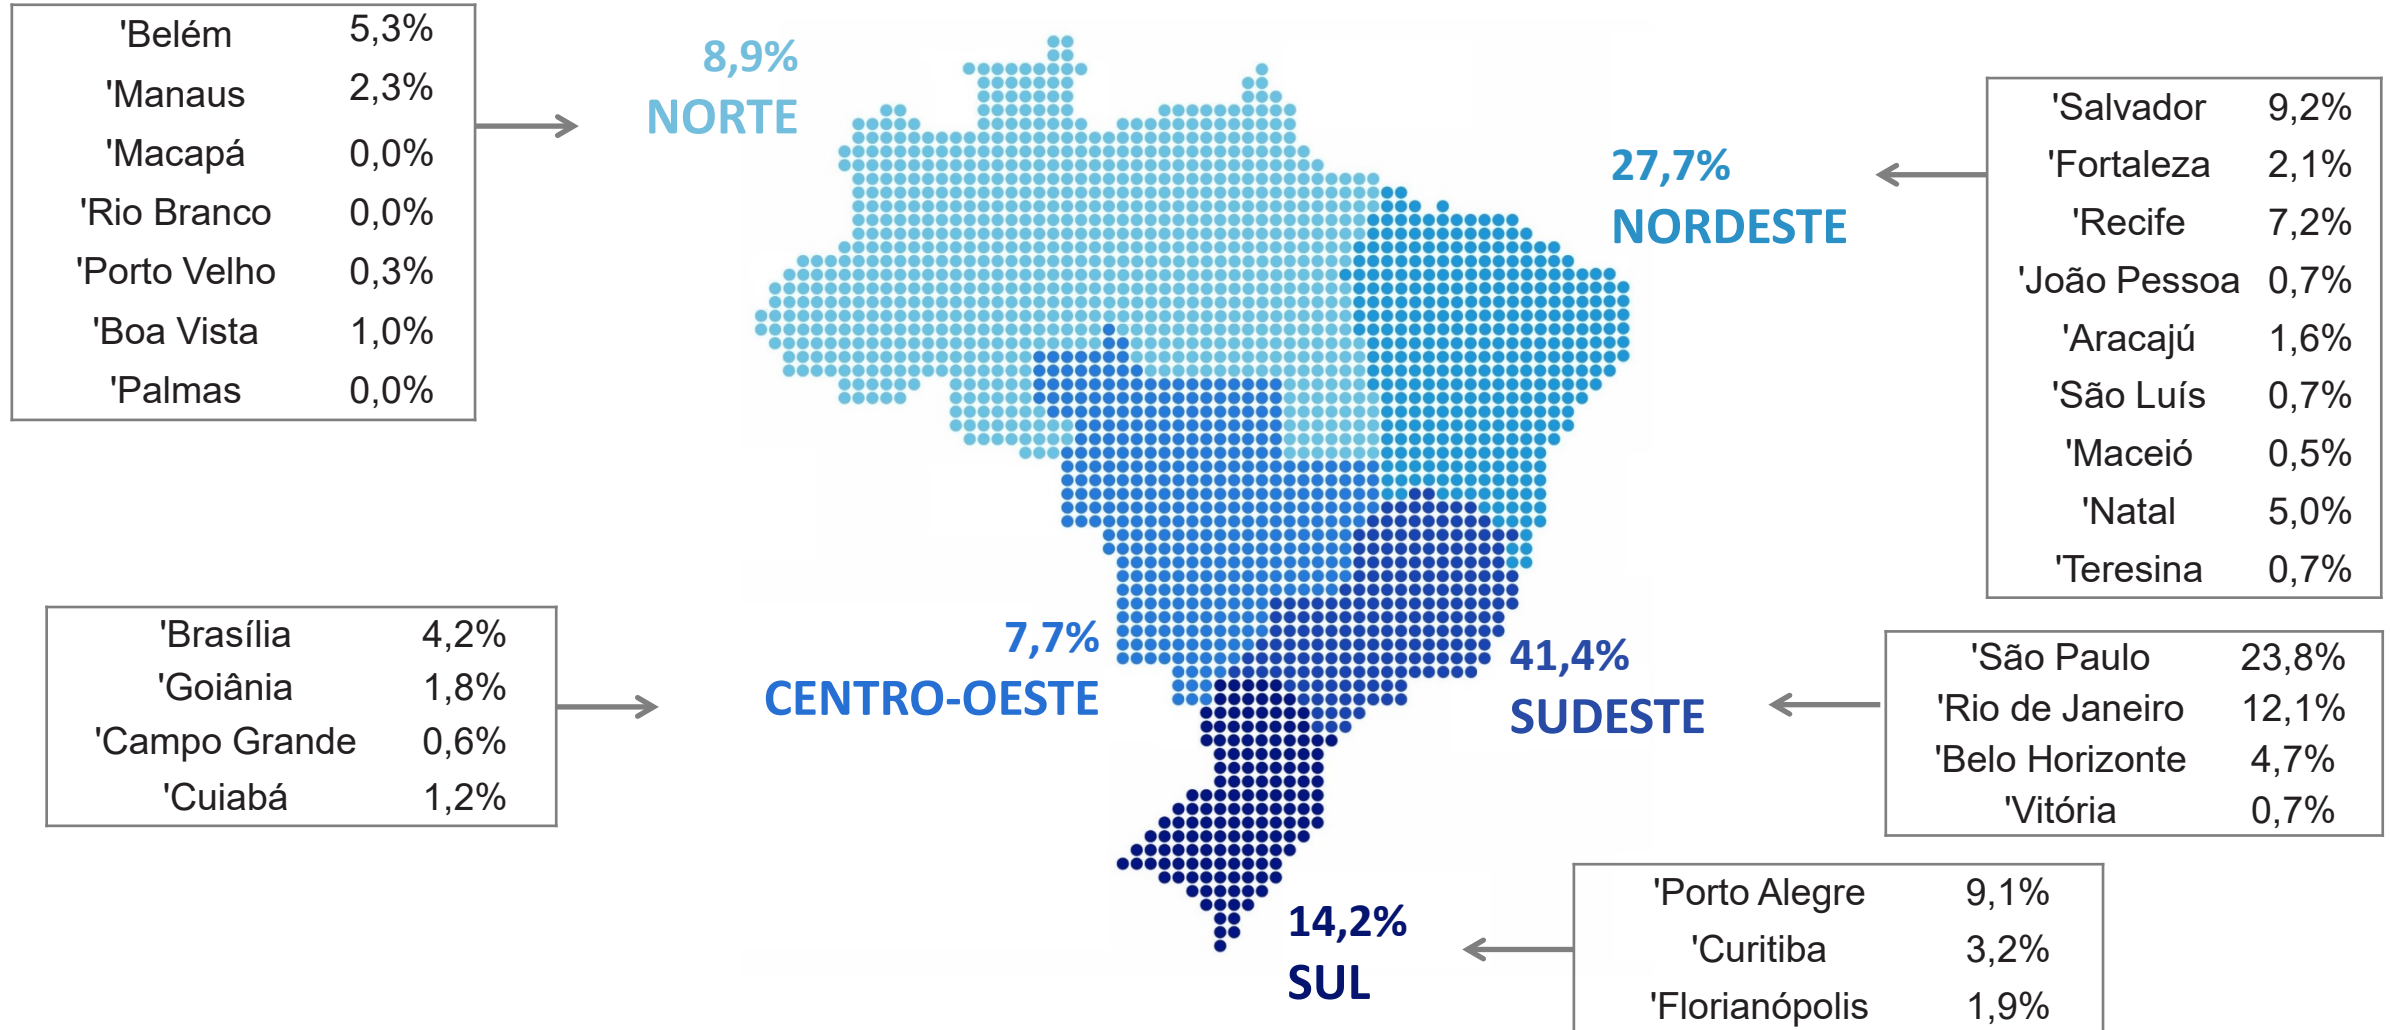 'Belém 5,3%
'Manaus 2,3%
'Macapá 0,0%
'Rio Branco 0,0%
'Porto Velho 0,3%
'Boa Vista 1,0%
'Palmas 0,0%
8,9%
NORTE
27,7%
NORDESTE
'Salvador 9,2%
'Fortaleza 2,1%
'Recife 7,2%
'João Pessoa 0,7%
'Aracajú 1,6%
'São Luís 0,7%
'Maceió 0,5%
'Natal 5,0%
'Teresina 0,7%
'Brasília 4,2%
'Goiânia 1,8%
'Campo Grande 0,6%
'Cuiabá 1,2%
7,7%
CENTRO-OESTE
41,4%
SUDESTE
'São Paulo 23,8%
'Rio de Janeiro 12,1%
'Belo Horizonte 4,7%
'Vitória 0,7%
14,2%
SUL
'Porto Alegre 9,1%
'Curitiba 3,2%
'Florianópolis 1,9%